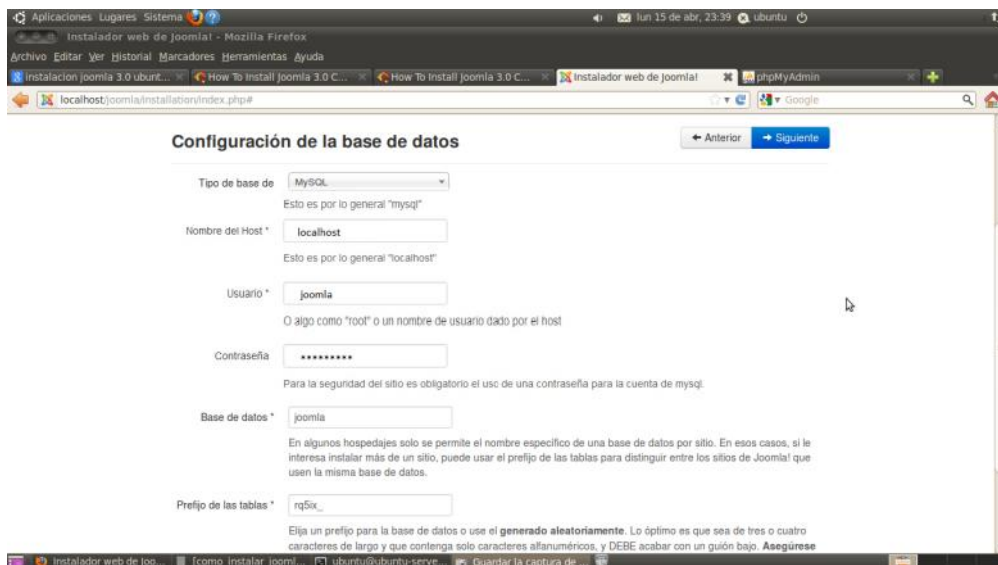 Aplicaciones Lugares Sistema
lun 15 de abr, 23:39 ubuntu
Instalador web de Joomla! - Mozilla Firefox
Archivo Editar Ver Historial Marcadores Herramientas Ayuda
instalacion joomla 3.0 ubunt... How To Install Joomla 3.0 C... How To Install Joomla 3.0 C... Instalador web de Joomla! phpMyAdmin
localhost/joomla/installation/index.php# Google
Configuración de la base de datos
Anterior Siguiente
Tipo de base de MySQL
Esto es por lo general "mysql"
Nombre del Host * localhost
Esto es por lo general "localhost"
Usuario * joomla
O algo como "root" o un nombre de usuario dado por el host
Contraseña •••••••••
Para la seguridad del sitio es obligatorio el uso de una contraseña para la cuenta de mysql.
Base de datos * joomla
En algunos hospedajes solo se permite el nombre específico de una base de datos por sitio. En esos casos, si le
interesa instalar más de un sitio, puede usar el prefijo de las tablas para distinguir entre los sitios de Joomla! que
usen la misma base de datos.
Prefijo de las tablas * rq5ix_
Elija un prefijo para la base de datos o use el generado aleatoriamente. Lo óptimo es que sea de tres o cuatro
caracteres de largo y que contenga solo caracteres alfanuméricos, y DEBE acabar con un guión bajo. Asegúrese
Instalador web de Joo... [como_instalar_jooml... ubuntu@ubuntu-serve... Guardar la captura de ...